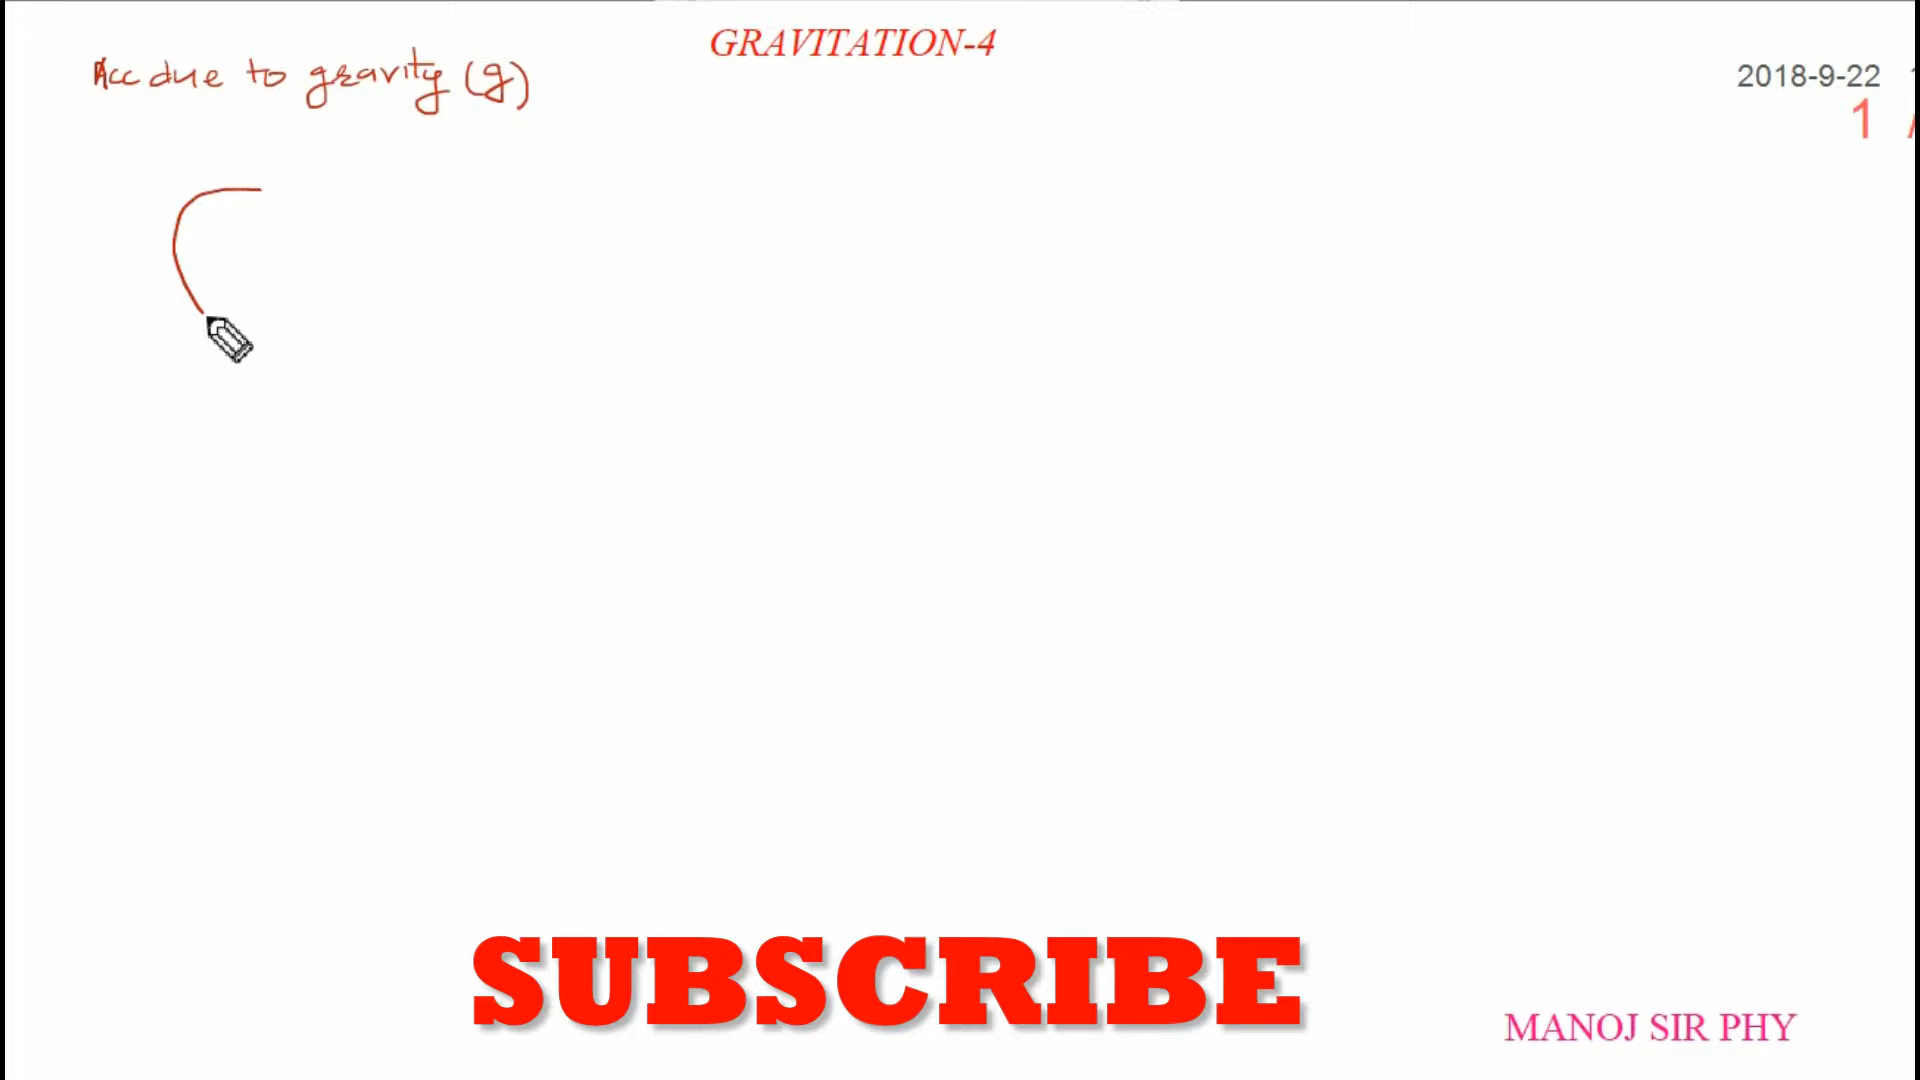 GRAVITATION-4
Acc due to gravity (g)
2018-9-22
1
SUBSCRIBE
MANOJ SIR PHY